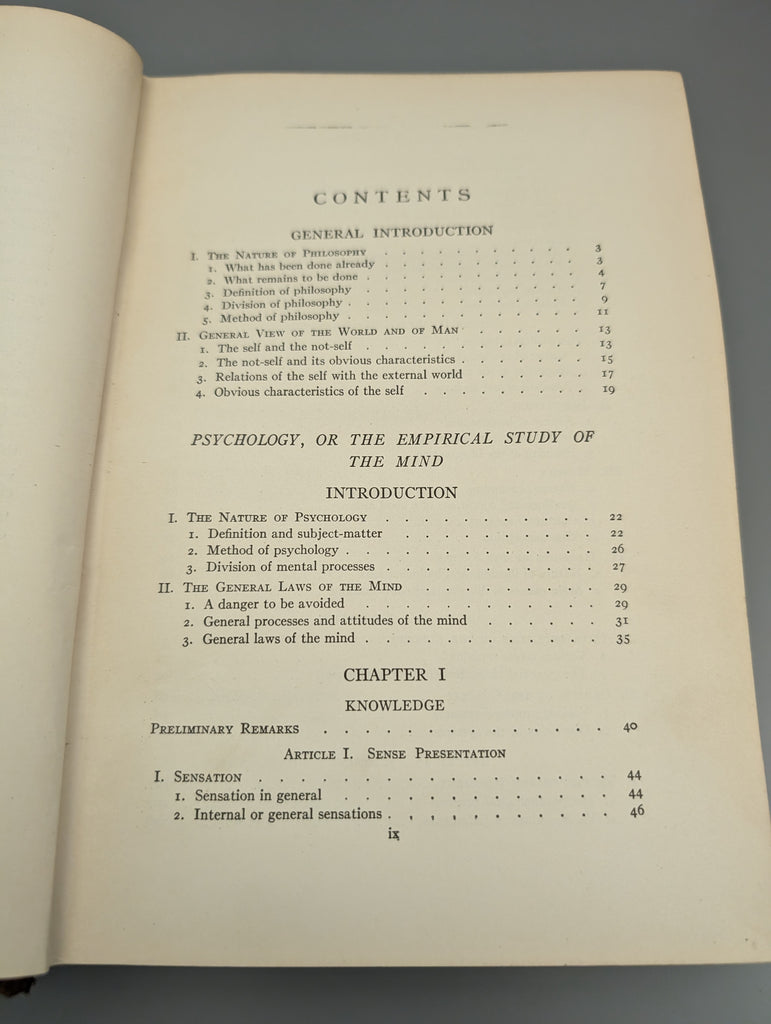 CONTENTS
GENERAL INTRODUCTION
I. THE NATURE OF PHILOSOPHY . . . . . . . . . . . 3
1. What has been done already . . . . . . . . . . . 3
2. What remains to be done . . . . . . . . . . . . 4
3. Definition of philosophy . . . . . . . . . . . . 7
4. Division of philosophy . . . . . . . . . . . . . 9
5. Method of philosophy . . . . . . . . . . . . . 11
II. GENERAL VIEW OF THE WORLD AND OF MAN . . . . . . . 13
1. The self and the not-self . . . . . . . . . . . . 13
2. The not-self and its obvious characteristics . . . . . . . 15
3. Relations of the self with the external world . . . . . . 17
4. Obvious characteristics of the self . . . . . . . . . 19
PSYCHOLOGY, OR THE EMPIRICAL STUDY OF
THE MIND
INTRODUCTION
I. THE NATURE OF PSYCHOLOGY . . . . . . . . . . . 22
1. Definition and subject-matter . . . . . . . . . . 22
2. Method of psychology . . . . . . . . . . . . . 26
3. Division of mental processes . . . . . . . . . . . 27
II. THE GENERAL LAWS OF THE MIND . . . . . . . . . 29
1. A danger to be avoided . . . . . . . . . . . . 29
2. General processes and attitudes of the mind . . . . . . 31
3. General laws of the mind . . . . . . . . . . . . 35
CHAPTER I
KNOWLEDGE
PRELIMINARY REMARKS . . . . . . . . . . . . . . 40
ARTICLE I. SENSE PRESENTATION
I. SENSATION . . . . . . . . . . . . . . . . . 44
1. Sensation in general . . . . . . . . . . . . . 44
2. Internal or general sensations . . . . . . . . . . . 46
ix